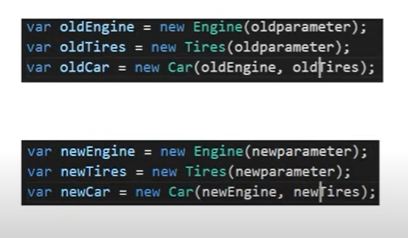 var oldEngine = new Engine(oldparameter);
var oldTires = new Tires(oldparameter);
var oldCar = new Car(oldEngine, oldTires);
var newEngine = new Engine(newparameter);
var newTires = new Tires(newparameter);
var newCar = new Car(newEngine, newTires);